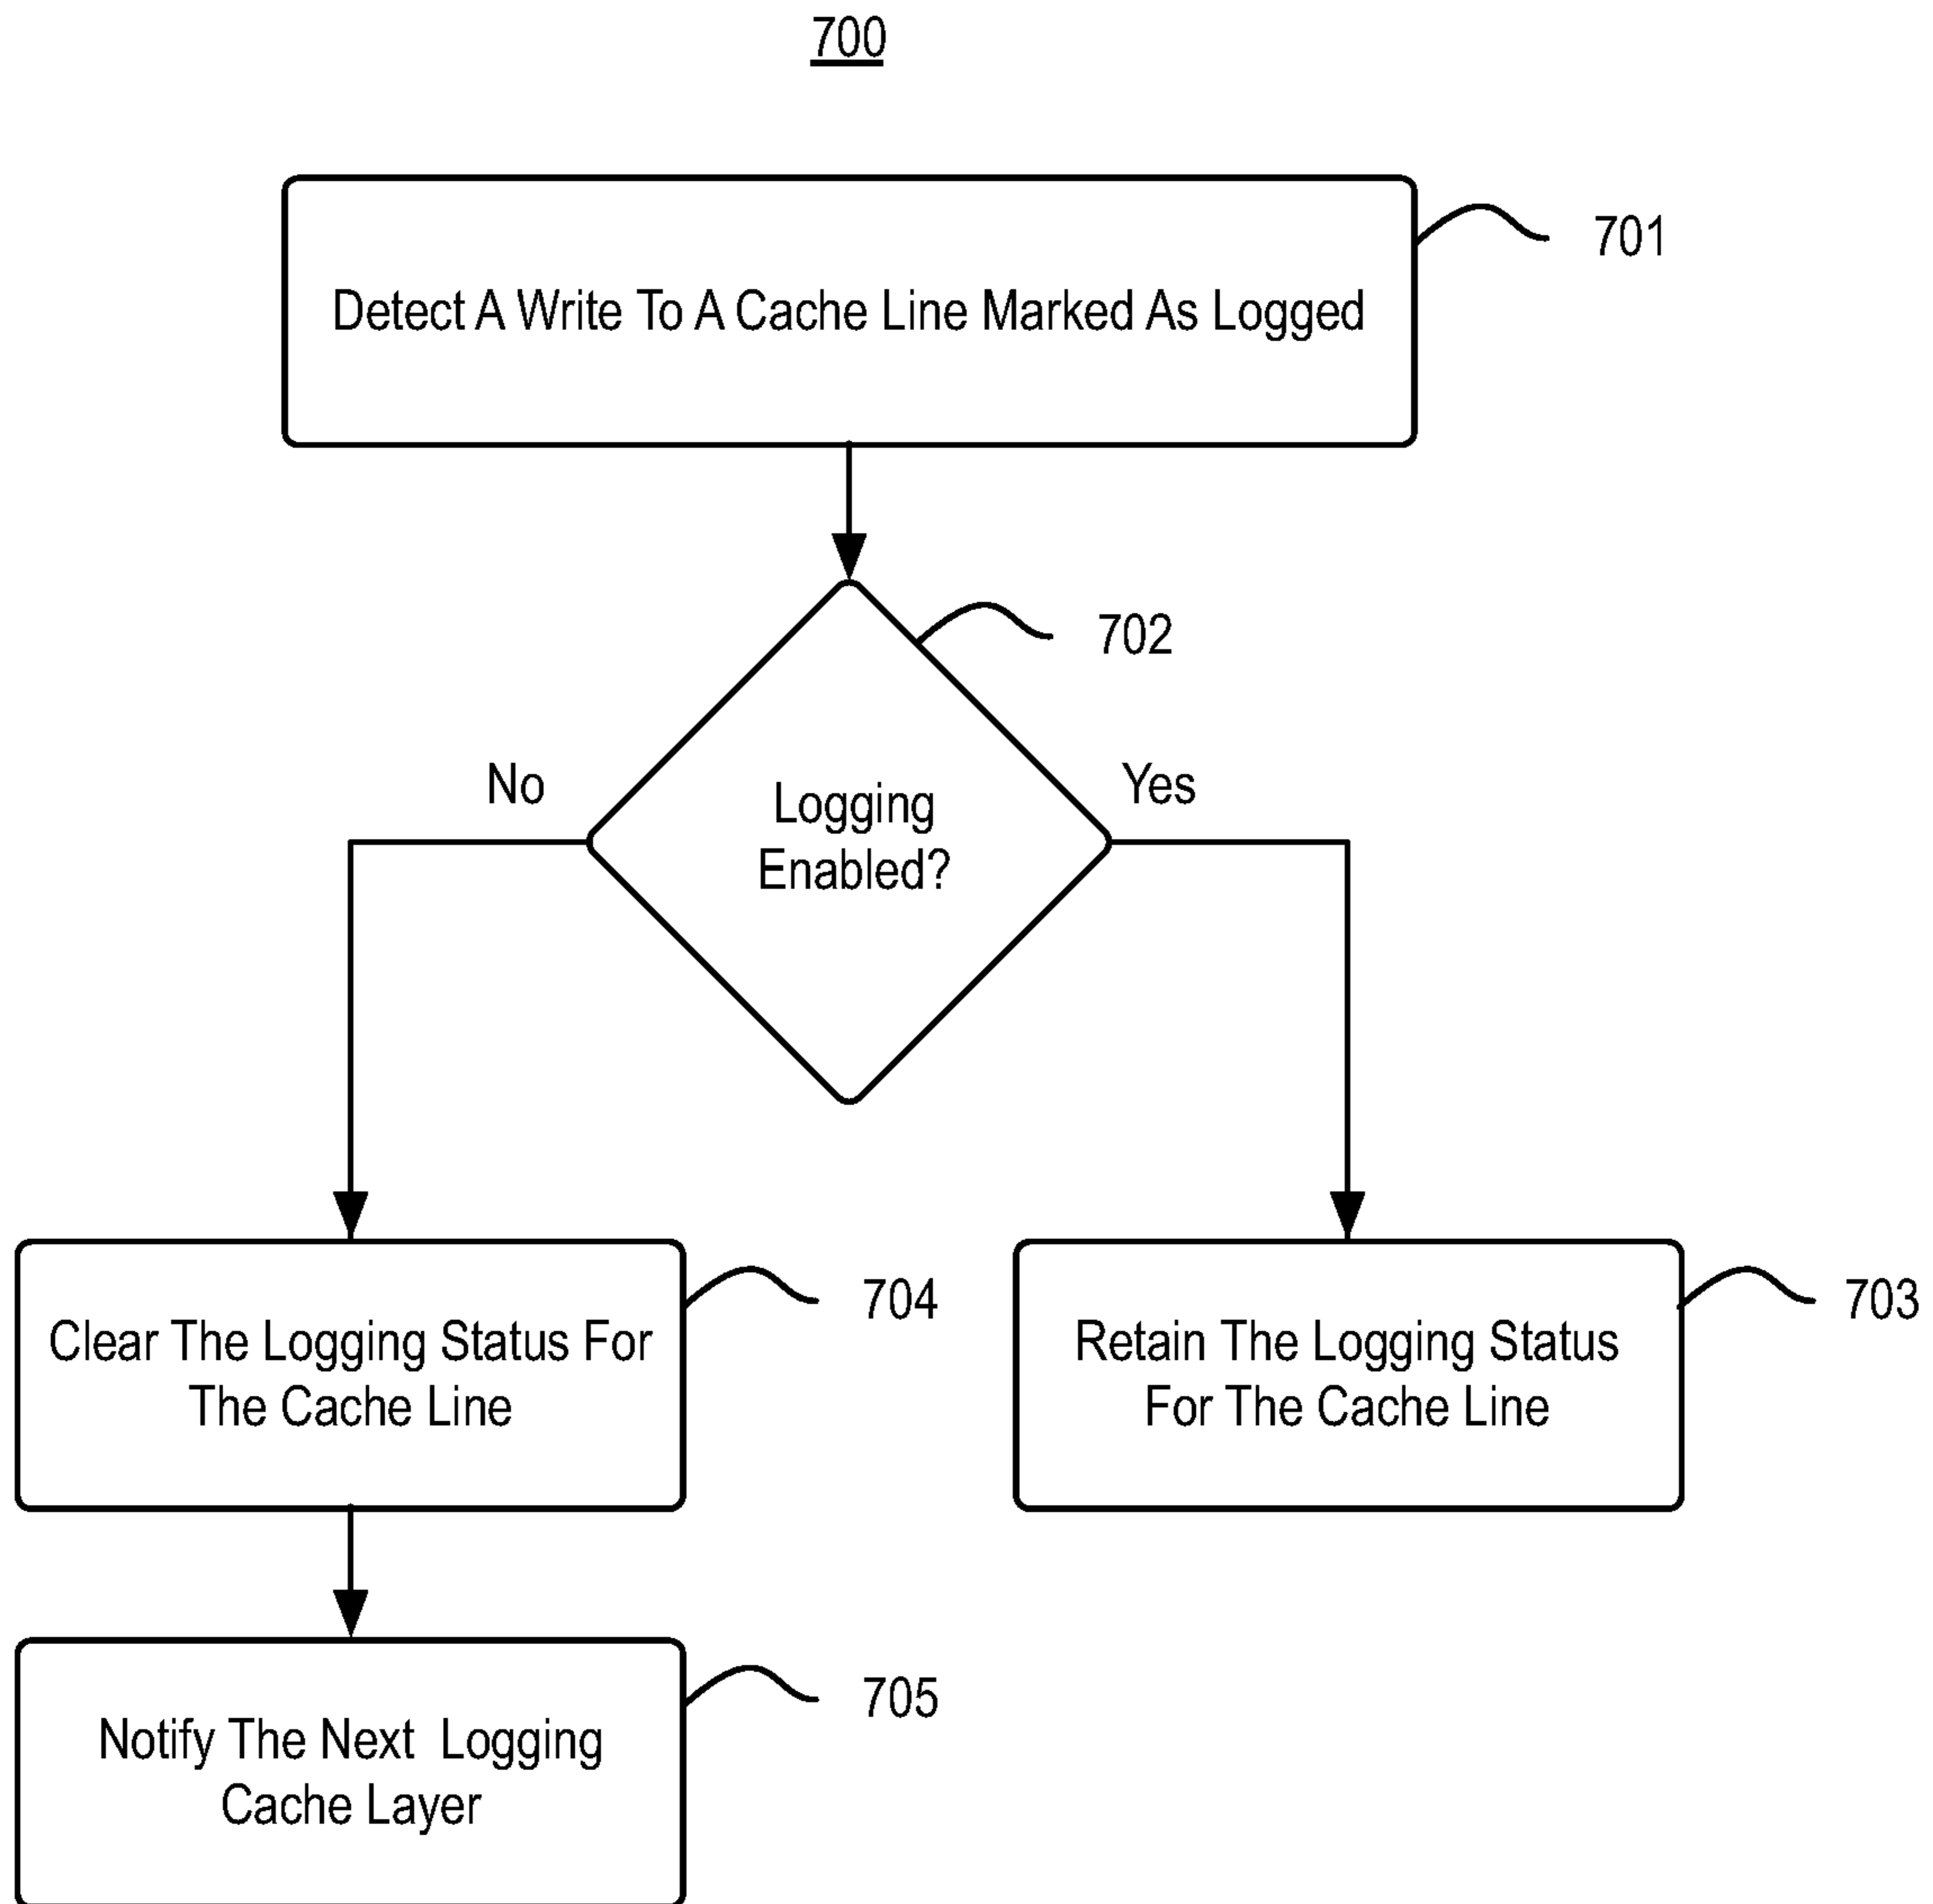 700
Detect A Write To A Cache Line Marked As Logged
701
702
No
Yes
Logging
Enabled?
Clear The Logging Status For
The Cache Line
704
Retain The Logging Status
For The Cache Line
703
Notify The Next Logging
Cache Layer
705